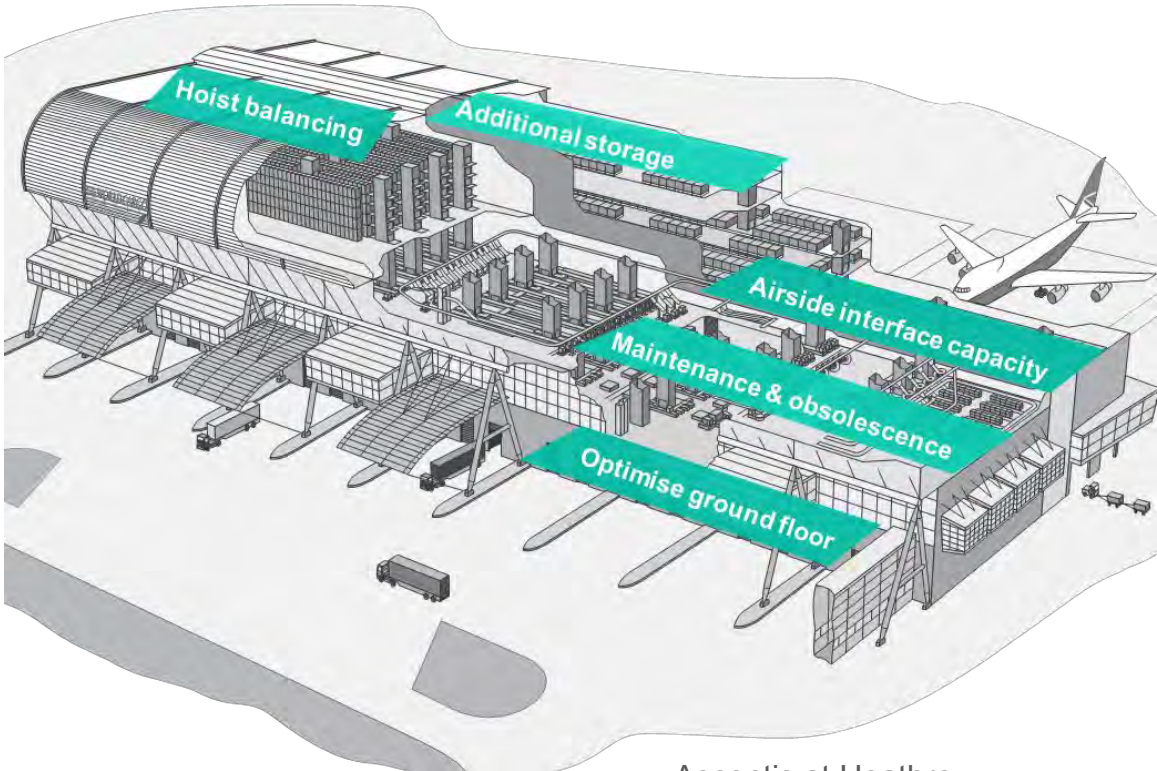 Hoist balancing
Additional storage
Airside interface capacity
Maintenance & obsolescence
Optimise ground floor